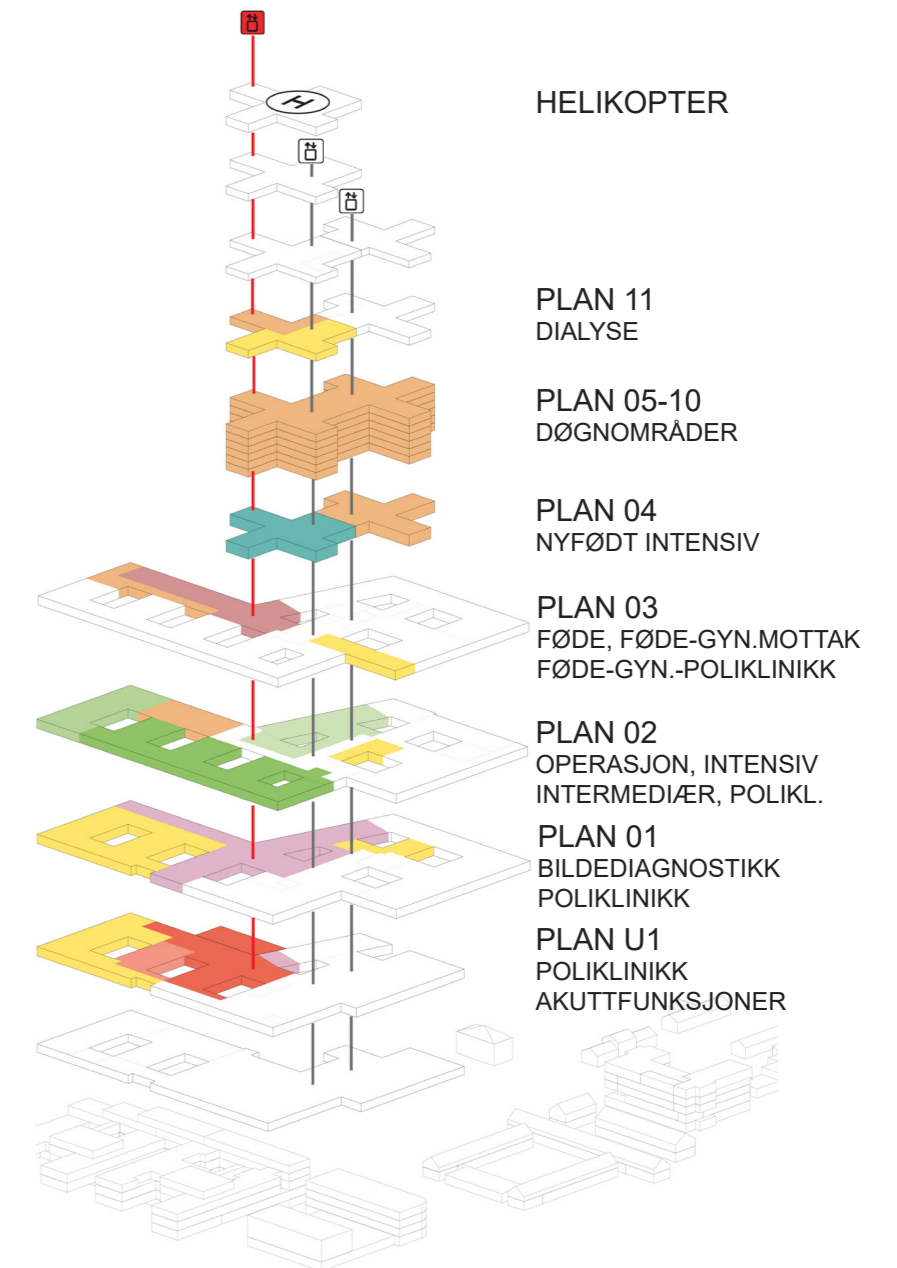 H
HELIKOPTER
PLAN 11
DIALYSE
PLAN 05-10
DØGNOMRÅDER
PLAN 04
NYFØDT INTENSIV
PLAN 03
FØDE, FØDE-GYN.MOTTAK
FØDE-GYN.-POLIKLINIKK
PLAN 02
OPERASJON, INTENSIV
INTERMEDIÆR, POLIKL.
PLAN 01
BILDEDIAGNOSTIKK
POLIKLINIKK
PLAN U1
POLIKLINIKK
AKUTTFUNKSJONER